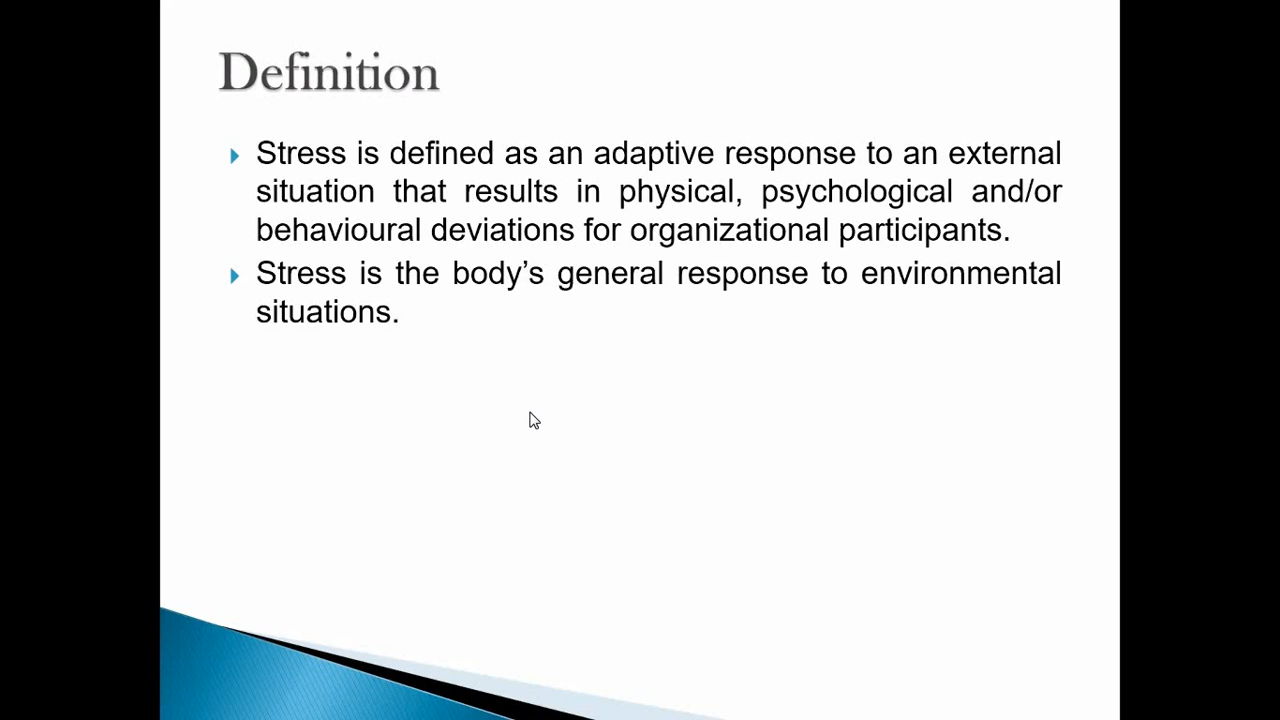 Definition
Stress is defined as an adaptive response to an external
situation that results in physical, psychological and/or
behavioural deviations for organizational participants.
Stress is the body’s general response to environmental
situations.